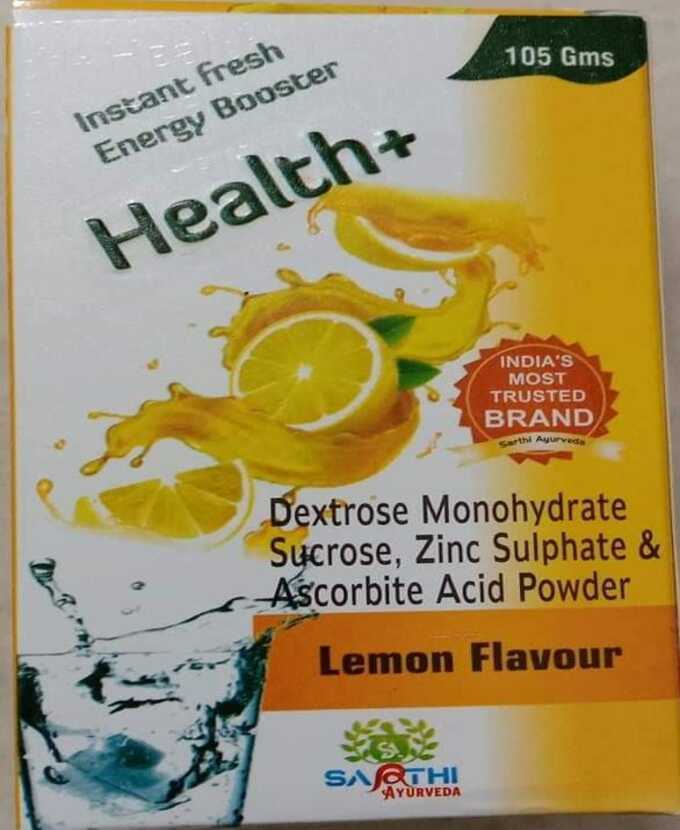 105 Gms
Instant fresh
Energy Booster
Health+
INDIA'S
MOST
TRUSTED
BRAND
Sarthi Ayurveda
Dextrose Monohydrate
Sucrose, Zinc Sulphate &
Ascorbite Acid Powder
Lemon Flavour
SARTHI
AYURVEDA